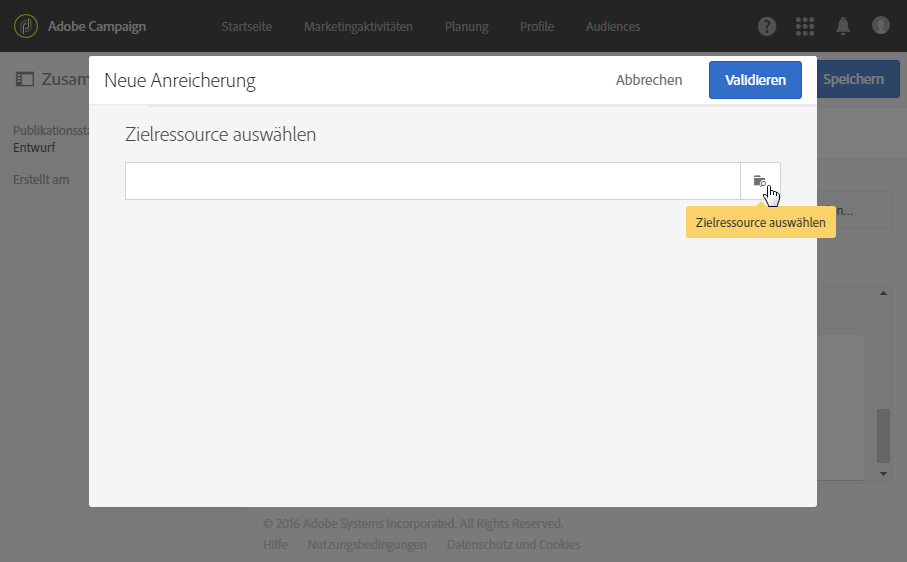 Adobe Campaign
Startseite
Marketingaktivitäten
Planung
Profile
Audiences
Zusam
Neue Anreicherung
Abbrechen
Validieren
Speichern
Publikationssta
Entwurf
Erstellt am
Zielressource auswählen
Zielressource auswählen
n...
© 2016 Adobe Systems Incorporated. All Rights Reserved.
Hilfe
Nutzungsbedingungen
Datenschutz und Cookies